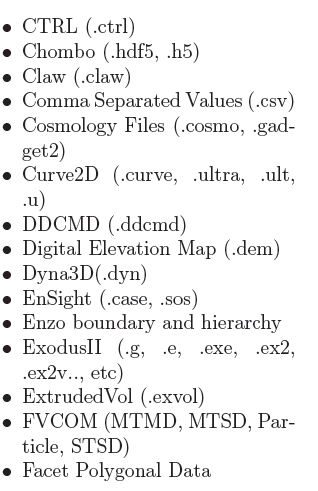 • CTRL (.ctrl)
• Chombo (.hdf5, .h5)
• Claw (.claw)
• Comma Separated Values (.csv)
• Cosmology Files (.cosmo, .gad-
get2)
• Curve2D (.curve, .ultra, .ult,
.u)
• DDCMD (.ddcmd)
• Digital Elevation Map (.dem)
• Dyna3D(.dyn)
• EnSight (.case, .sos)
• Enzo boundary and hierarchy
• ExodusII (.g, .e, .exe, .ex2,
.ex2v.., etc)
• ExtrudedVol (.exvol)
• FVCOM (MTMD, MTSD, Par-
ticle, STSD)
• Facet Polygonal Data